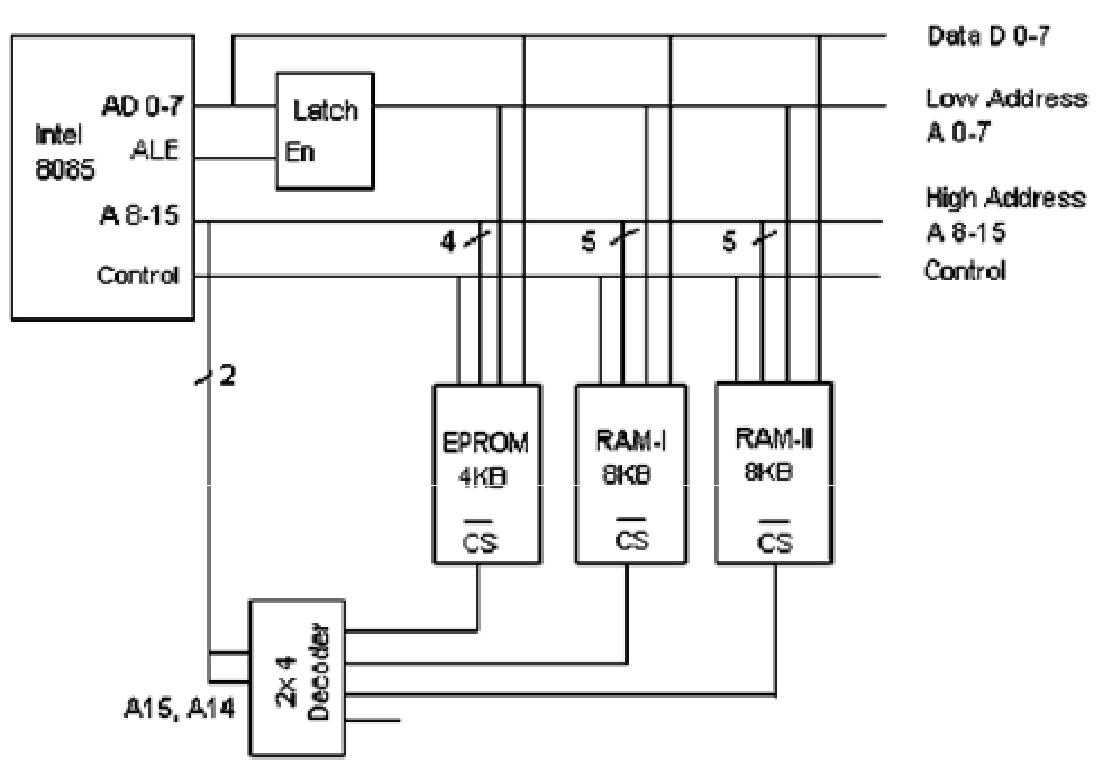 Data D 0-7
AD 0-7
Latch
Low Address
A 0-7
Intel
8085
ALE
En
A 8-15
High Address
A 8-15
4
5
5
Control
Control
2
EPROM
4KB
CS
RAM-I
8KB
CS
RAM-II
8KB
CS
2x 4
Decoder
A15, A14